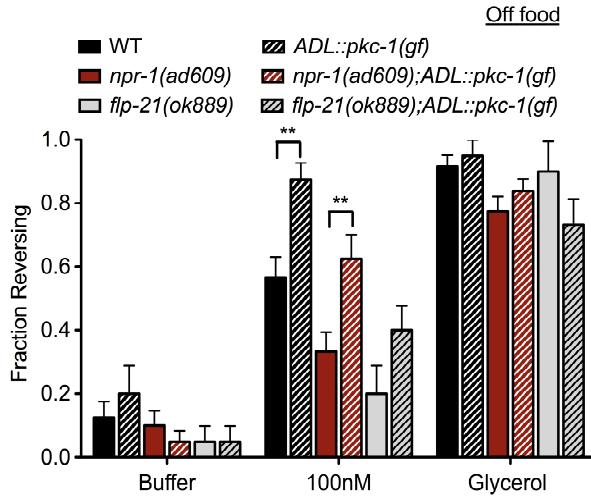 Off food
WT
ADL::pkc-1(gf)
npr-1(ad609)
npr-1(ad609);ADL::pkc-1(gf)
flp-21(ok889)
flp-21(ok889);ADL::pkc-1(gf)
Fraction Reversing
1.0
0.8
0.6
0.4
0.2
0.0
**
**
Buffer
100nM
Glycerol